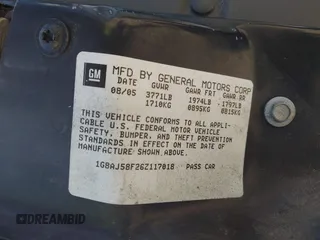 GM
MFD BY GENERAL MOTORS CORP
DATE GVWR GAWR FRT GAWR RR
08/05 3771LB 1974LB 1797LB
1710KG 0895KG 0815KG
THIS VEHICLE CONFORMS TO ALL APPLI-
CABLE U.S. FEDERAL MOTOR VEHICLE
SAFETY, BUMPER, AND THEFT PREVENTION
STANDARDS IN EFFECT ON THE DATE OF
MANUFACTURE SHOWN ABOVE.
1G8AJ58F26Z117018 PASS CAR